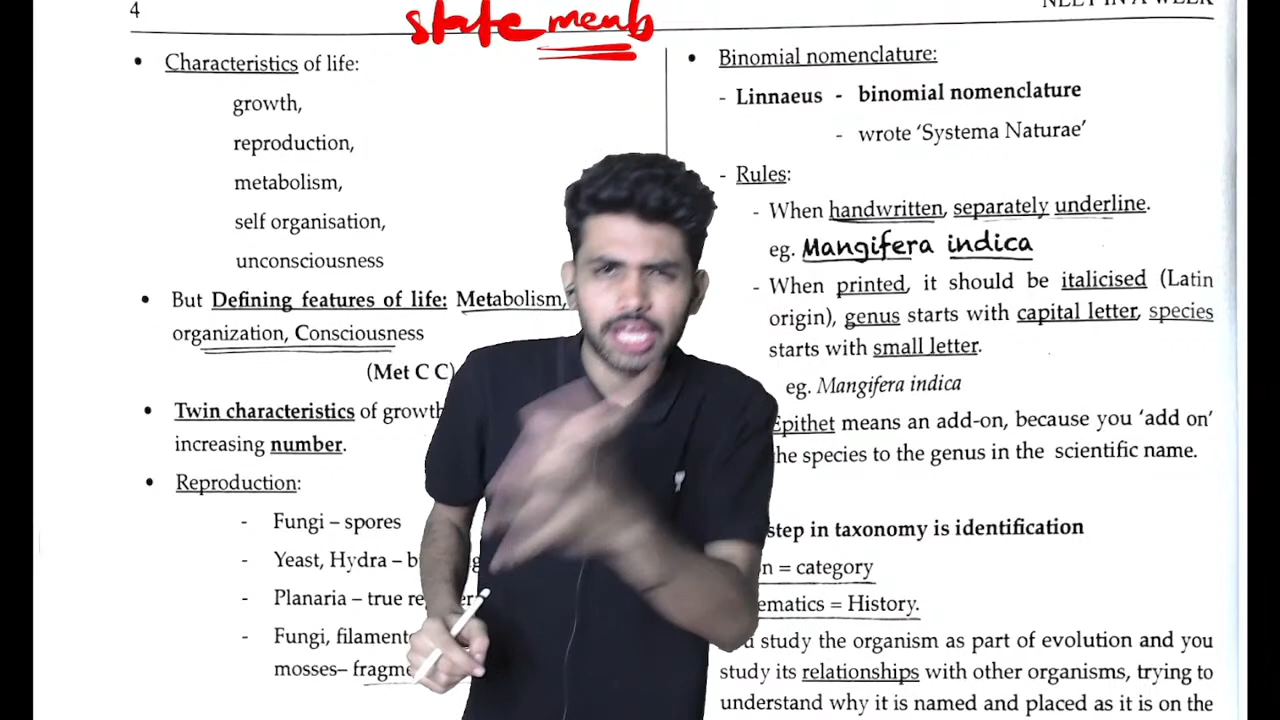 4
state ments
NEET IN A WEEK
• Characteristics of life:
growth,
reproduction,
metabolism,
self organisation,
unconsciousness
• But Defining features of life: Metabolism,
organization, Consciousness
(Met C C)
• Twin characteristics of growth
increasing number.
• Reproduction:
- Fungi – spores
- Yeast, Hydra –
- Planaria – true
- Fungi,
mosses–
• Binomial nomenclature:
- Linnaeus - binomial nomenclature
- wrote ‘Systema Naturae’
- Rules:
- When handwritten, separately underline.
eg. Mangifera indica
- When printed, it should be italicised (Latin
origin), genus starts with capital letter, species
starts with small letter.
eg. Mangifera indica
Epithet means an add-on, because you ‘add on’
the species to the genus in the scientific name.
step in taxonomy is identification
= category
= History.
study the organism as part of evolution and you
study its relationships with other organisms, trying to
understand why it is named and placed as it is on the